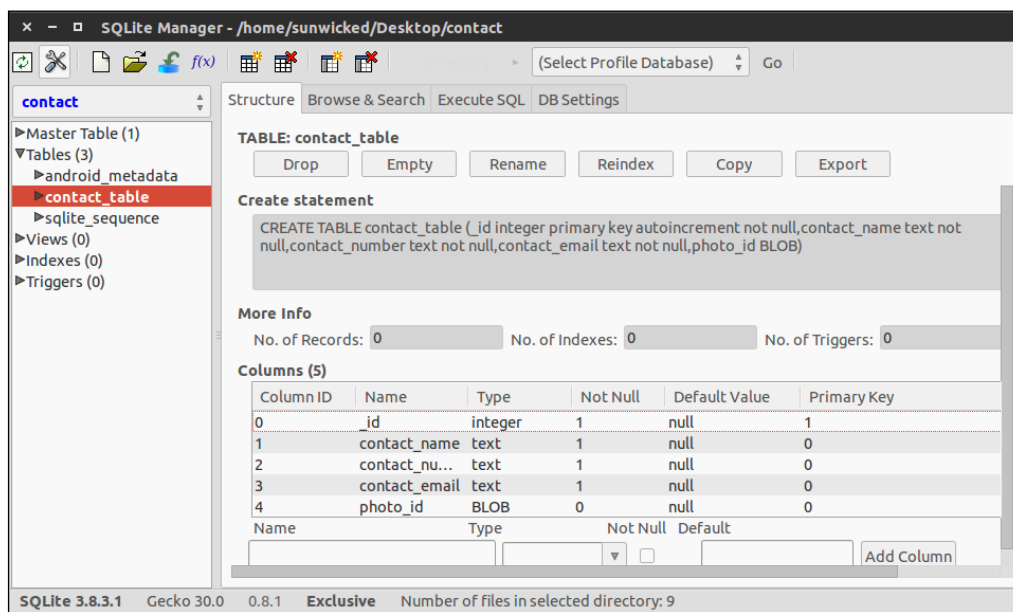 SQLite Manager - /home/sunwicked/Desktop/contact
f(x) (Select Profile Database) Go
contact
Structure Browse & Search Execute SQL DB Settings
Master Table (1)
Tables (3)
android_metadata
contact_table
sqlite_sequence
Views (0)
Indexes (0)
Triggers (0)
TABLE: contact_table
Drop Empty Rename Reindex Copy Export
Create statement
CREATE TABLE contact_table (_id integer primary key autoincrement not null,contact_name text not
null,contact_number text not null,contact_email text not null,photo_id BLOB)
More Info
No. of Records: 0 No. of Indexes: 0 No. of Triggers: 0
Columns (5)
Column ID Name Type Not Null Default Value Primary Key
0 _id integer 1 null 1
1 contact_name text 1 null 0
2 contact_nu... text 1 null 0
3 contact_email text 1 null 0
4 photo_id BLOB 0 null 0
Name Type Not Null Default
Add Column
SQLite 3.8.3.1 Gecko 30.0 0.8.1 Exclusive Number of files in selected directory: 9